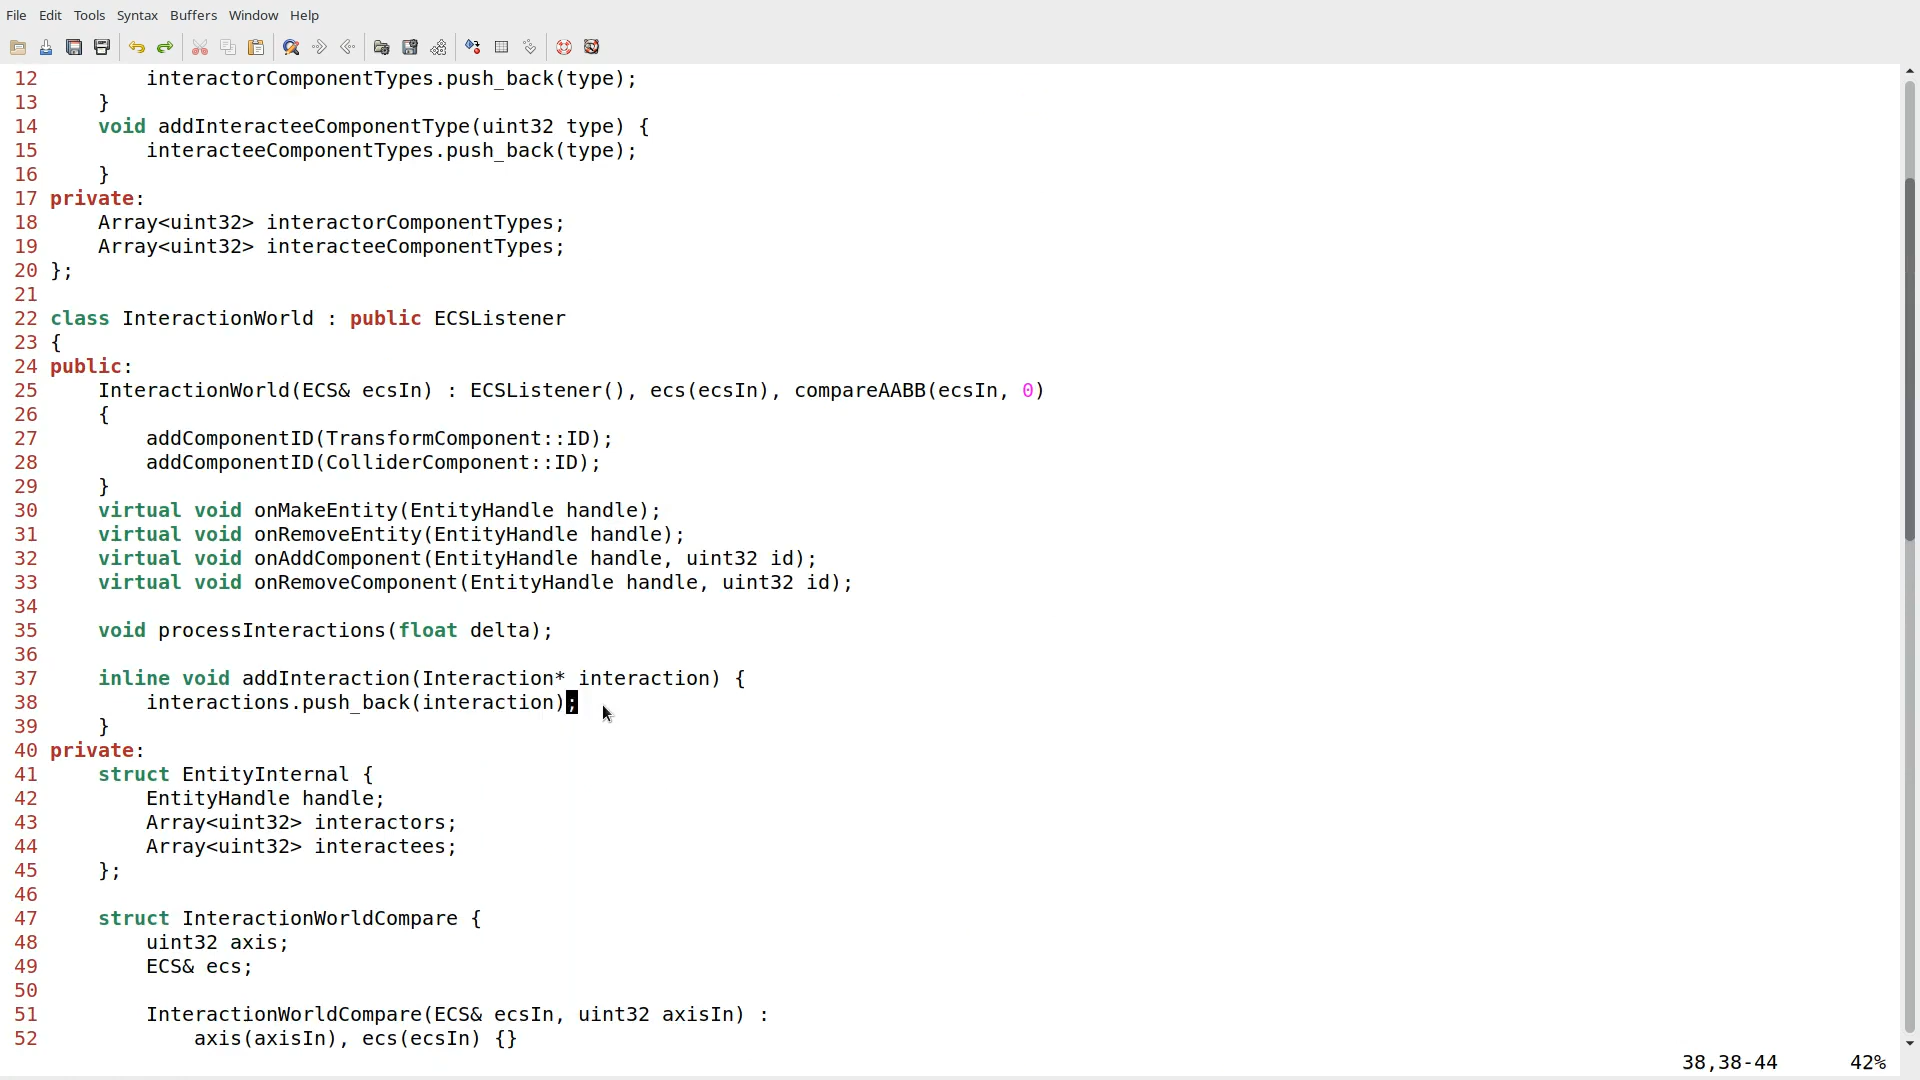 File Edit Tools Syntax Buffers Window Help
12         interactorComponentTypes.push_back(type);
13     }
14     void addInteracteeComponentType(uint32 type) {
15         interacteeComponentTypes.push_back(type);
16     }
17 private:
18     Array<uint32> interactorComponentTypes;
19     Array<uint32> interacteeComponentTypes;
20 };
21
22 class InteractionWorld : public ECSListener
23 {
24 public:
25     InteractionWorld(ECS& ecsIn) : ECSListener(), ecs(ecsIn), compareAABB(ecsIn, 0)
26     {
27         addComponentID(TransformComponent::ID);
28         addComponentID(ColliderComponent::ID);
29     }
30     virtual void onMakeEntity(EntityHandle handle);
31     virtual void onRemoveEntity(EntityHandle handle);
32     virtual void onAddComponent(EntityHandle handle, uint32 id);
33     virtual void onRemoveComponent(EntityHandle handle, uint32 id);
34
35     void processInteractions(float delta);
36
37     inline void addInteraction(Interaction* interaction) {
38         interactions.push_back(interaction);
39     }
40 private:
41     struct EntityInternal {
42         EntityHandle handle;
43         Array<uint32> interactors;
44         Array<uint32> interactees;
45     };
46
47     struct InteractionWorldCompare {
48         uint32 axis;
49         ECS& ecs;
50
51         InteractionWorldCompare(ECS& ecsIn, uint32 axisIn) :
52             axis(axisIn), ecs(ecsIn) {}
38,38-44 42%